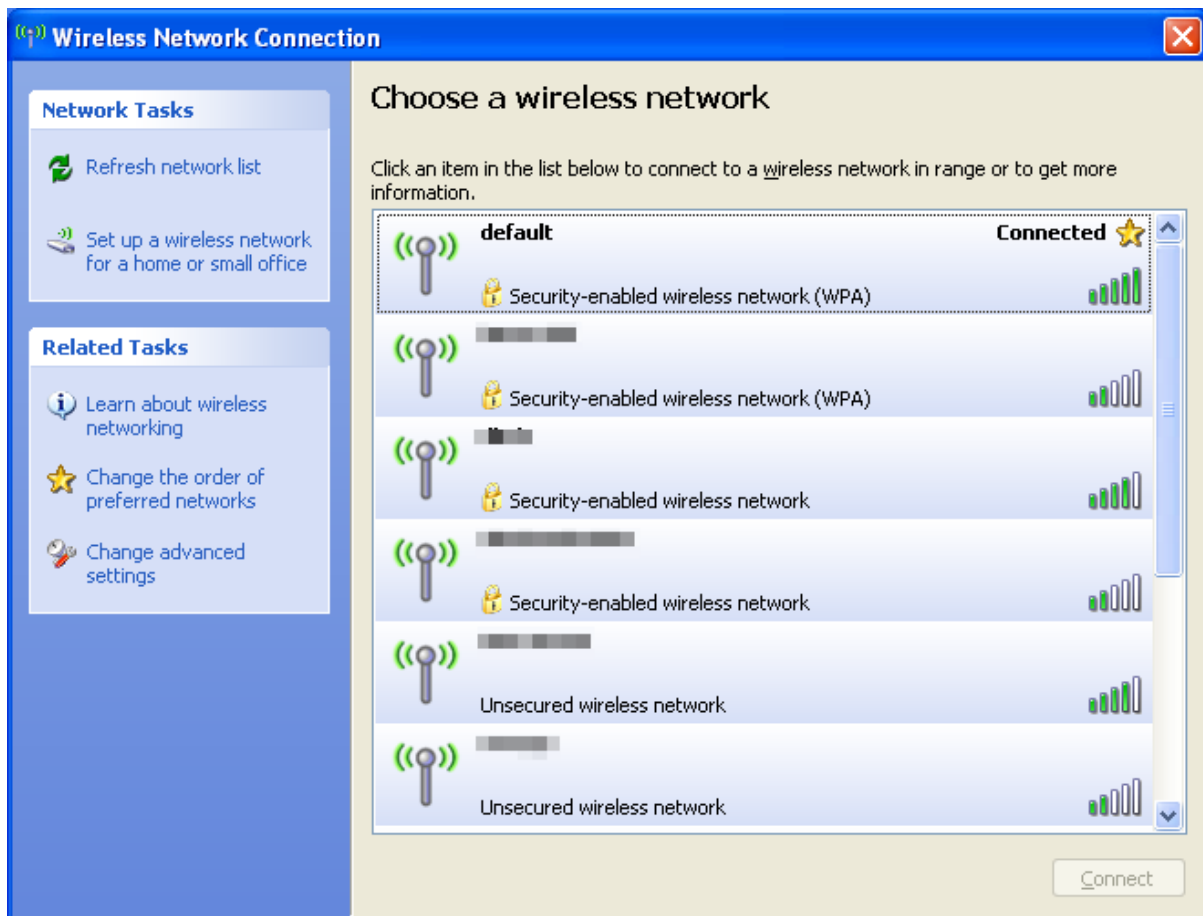 Wireless Network Connection
Network Tasks
Refresh network list
Set up a wireless network
for a home or small office
Related Tasks
Learn about wireless
networking
Change the order of
preferred networks
Change advanced
settings
Choose a wireless network
Click an item in the list below to connect to a wireless network in range or to get more
information.
default Connected
Security-enabled wireless network (WPA)
Security-enabled wireless network (WPA)
Security-enabled wireless network
Security-enabled wireless network
Unsecured wireless network
Unsecured wireless network
Connect